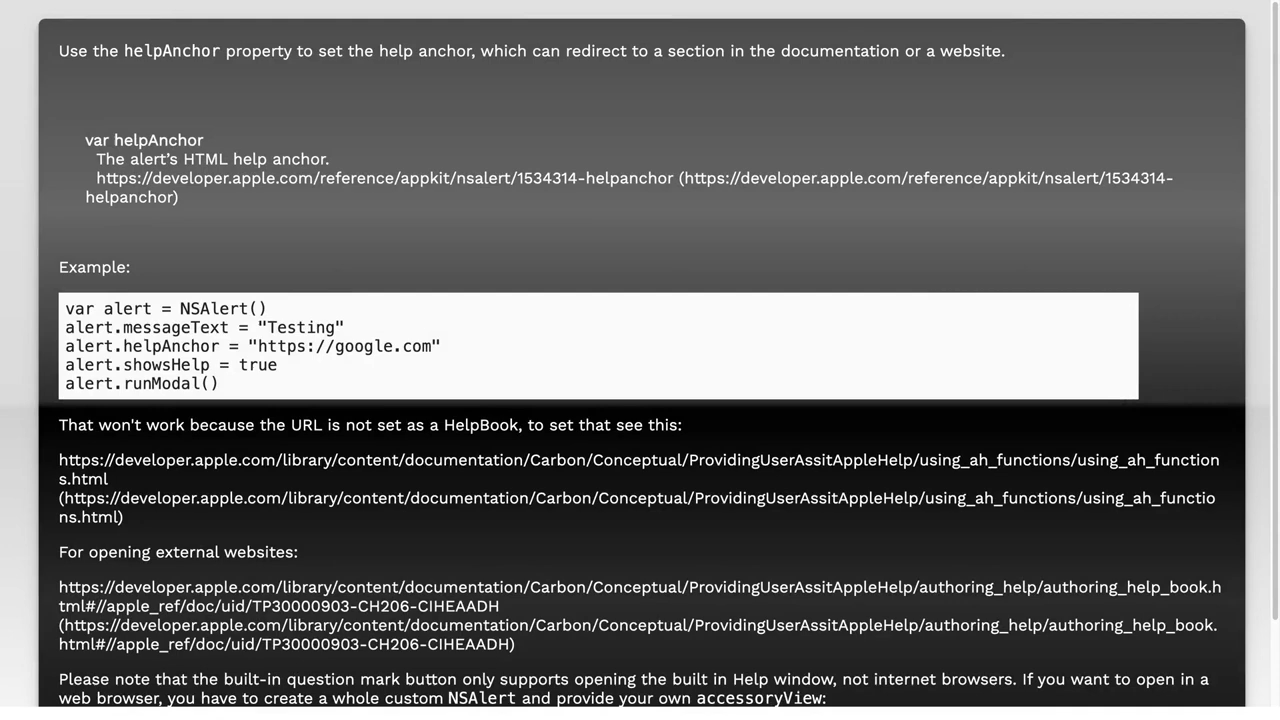 Use the helpAnchor property to set the help anchor, which can redirect to a section in the documentation or a website.
var helpAnchor
The alert's HTML help anchor.
https://developer.apple.com/reference/appkit/nsalert/1534314-helpanchor (https://developer.apple.com/reference/appkit/nsalert/1534314-
helpanchor)
Example:
var alert = NSAlert()
alert.messageText = "Testing"
alert.helpAnchor = "https://google.com"
alert.showsHelp = true
alert.runModal()
That won't work because the URL is not set as a HelpBook, to set that see this:
https://developer.apple.com/library/content/documentation/Carbon/Conceptual/ProvidingUserAssitAppleHelp/using_ah_functions/using_ah_function
s.html
(https://developer.apple.com/library/content/documentation/Carbon/Conceptual/ProvidingUserAssitAppleHelp/using_ah_functions/using_ah_functio
ns.html)
For opening external websites:
https://developer.apple.com/library/content/documentation/Carbon/Conceptual/ProvidingUserAssitAppleHelp/authoring_help/authoring_help_book.h
tml#//apple_ref/doc/uid/TP30000903-CH206-CIHEAADH
(https://developer.apple.com/library/content/documentation/Carbon/Conceptual/ProvidingUserAssitAppleHelp/authoring_help/authoring_help_book.
html#//apple_ref/doc/uid/TP30000903-CH206-CIHEAADH)
Please note that the built-in question mark button only supports opening the built in Help window, not internet browsers. If you want to open in a
web browser, you have to create a whole custom NSAlert and provide your own accessoryView: